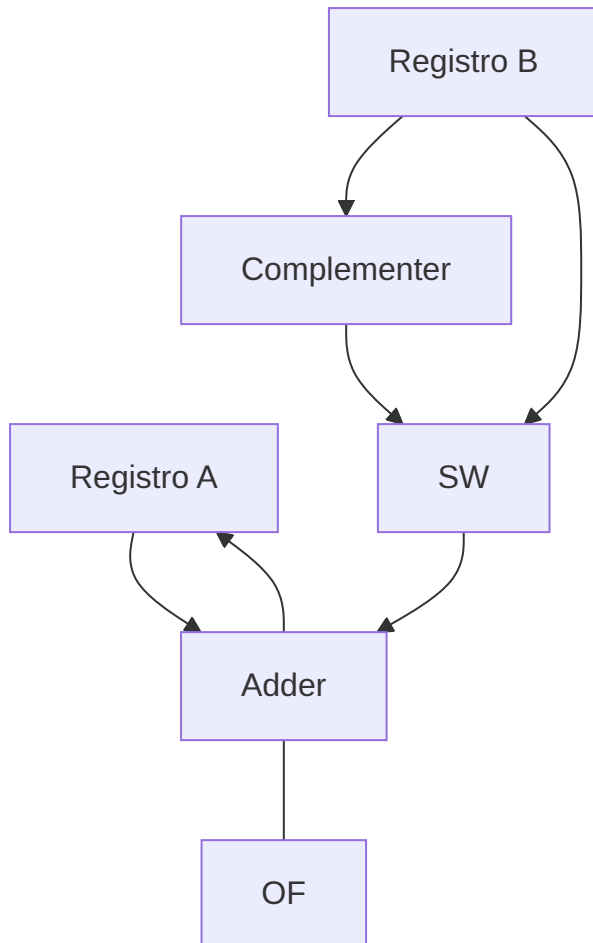 Registro B
Complementer
Registro A
SW
Adder
OF